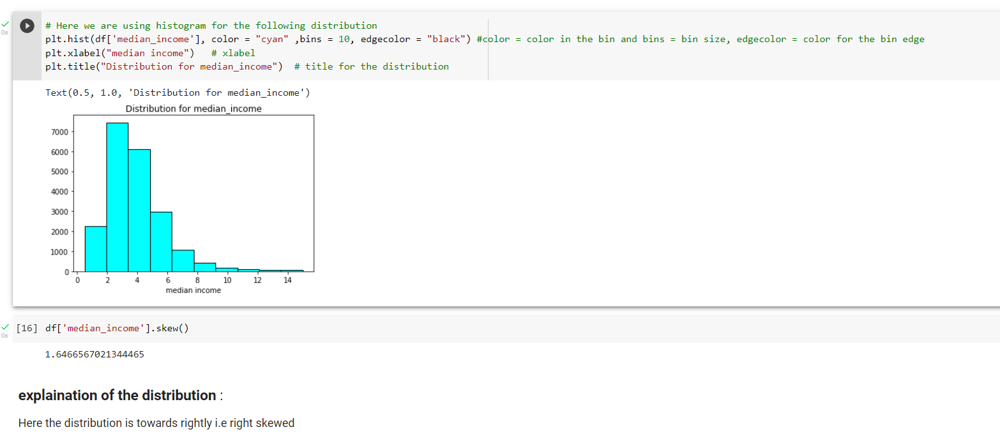 # Here we are using histogram for the following distribution
0s
plt.hist(df['median_income'], color = "cyan" ,bins = 10, edgecolor = "black") #color = color in the bin and bins = bin size, edgecolor = color for the bin edge
plt.xlabel("median income")   # xlabel
plt.title("Distribution for median_income")  # title for the distribution
Text(0.5, 1.0, 'Distribution for median_income')
Distribution for median_income
7000
6000
5000
4000
3000
2000
1000
0
0 2 4 6 8 10 12 14
median income
[16] df['median_income'].skew()
0s
1.6466567021344465
explaination of the distribution :
Here the distribution is towards rightly i.e right skewed